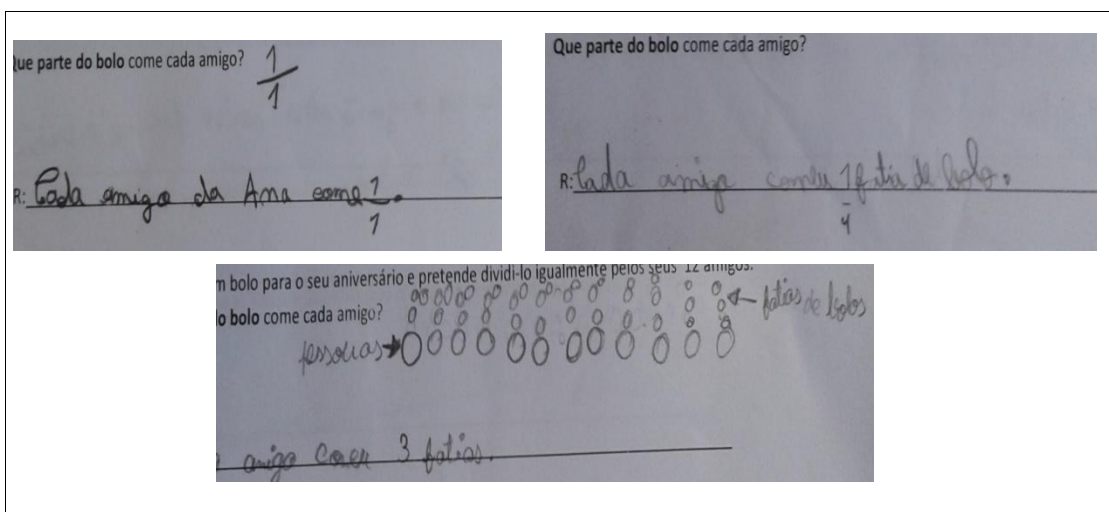 que parte do bolo come cada amigo?
1
1
R: Cada amigo da Ana come 1
1
Que parte do bolo come cada amigo?
R: Cada amigo comeu 1 fatia de bolo.
4
m bolo para o seu aniversário e pretende dividi-lo igualmente pelos seus 12 amigos.
fatias de bolos
o bolo come cada amigo?
pessouas
amigo comeu 3 fatias.